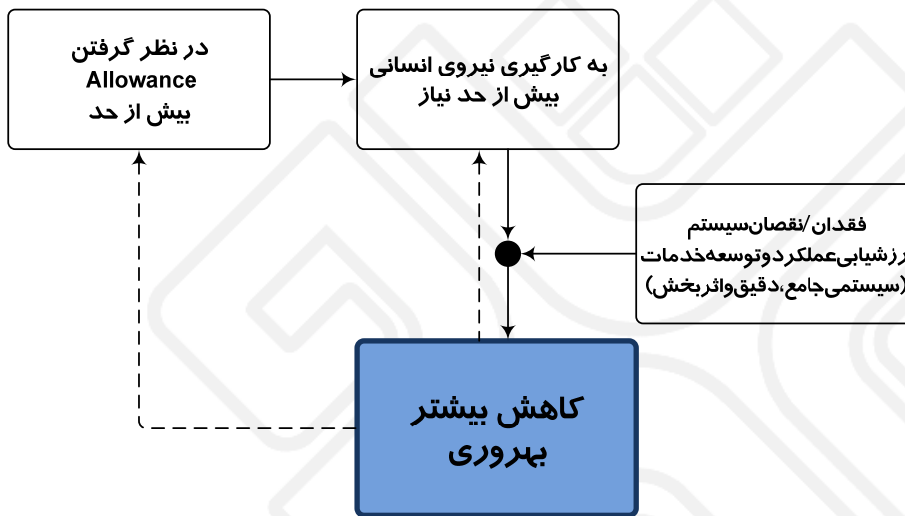 در نظر گرفتن
Allowance
بیش از حد
به کارگیری نیروی انسانی
بیش از حد نیاز
فقدان/نقصان سیستم
رزشیابی عملکرد و توسعه خدمات
(سیستمی جامع، دقیق و اثربخش)
کاهش بیشتر
بهروری